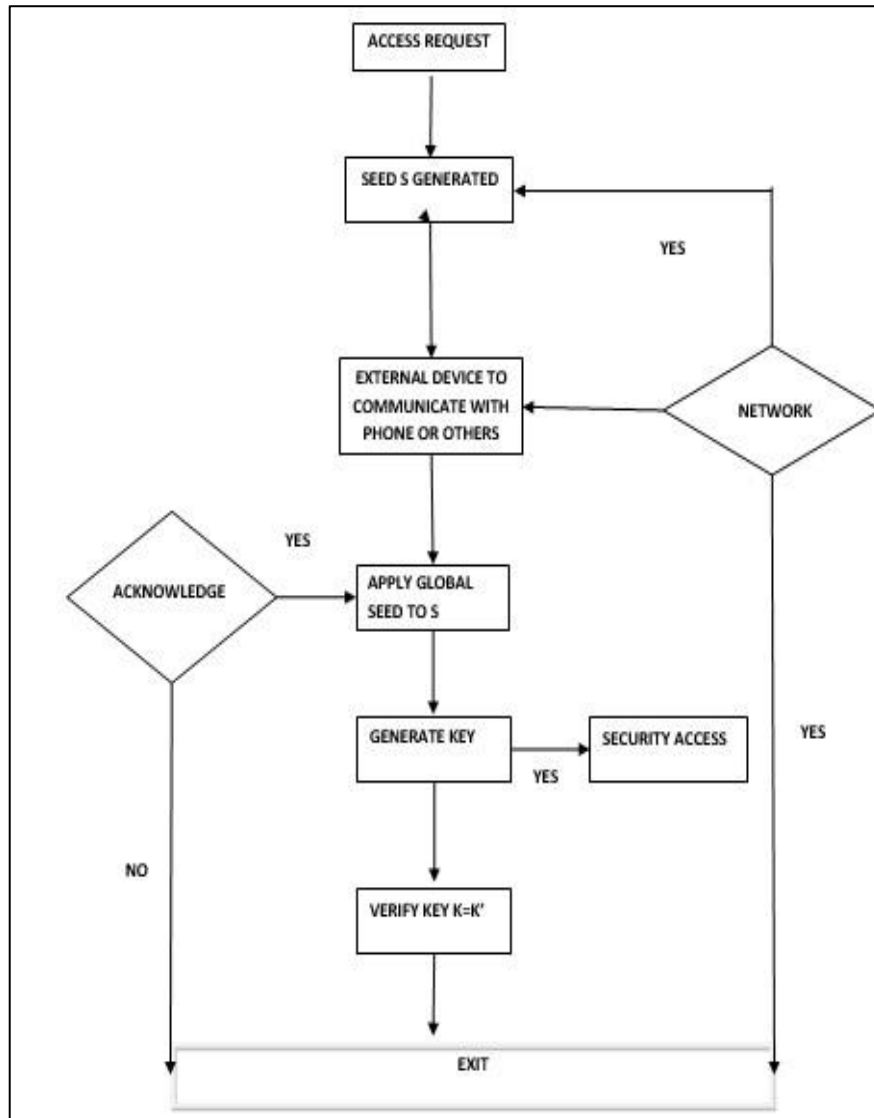 ACCESS REQUEST
SEED S GENERATED
YES
EXTERNAL DEVICE TO
COMMUNICATE WITH
PHONE OR OTHERS
NETWORK
YES
ACKNOWLEDGE
APPLY GLOBAL
SEED TO S
GENERATE KEY
YES
SECURITY ACCESS
YES
NO
VERIFY KEY K=K'
EXIT